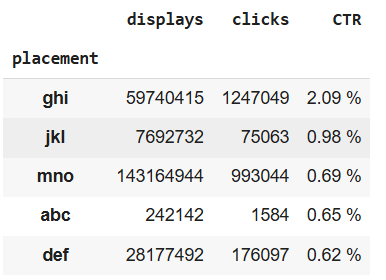 displays clicks CTR
placement
ghi 59740415 1247049 2.09 %
jkl 7692732 75063 0.98 %
mno 143164944 993044 0.69 %
abc 242142 1584 0.65 %
def 28177492 176097 0.62 %